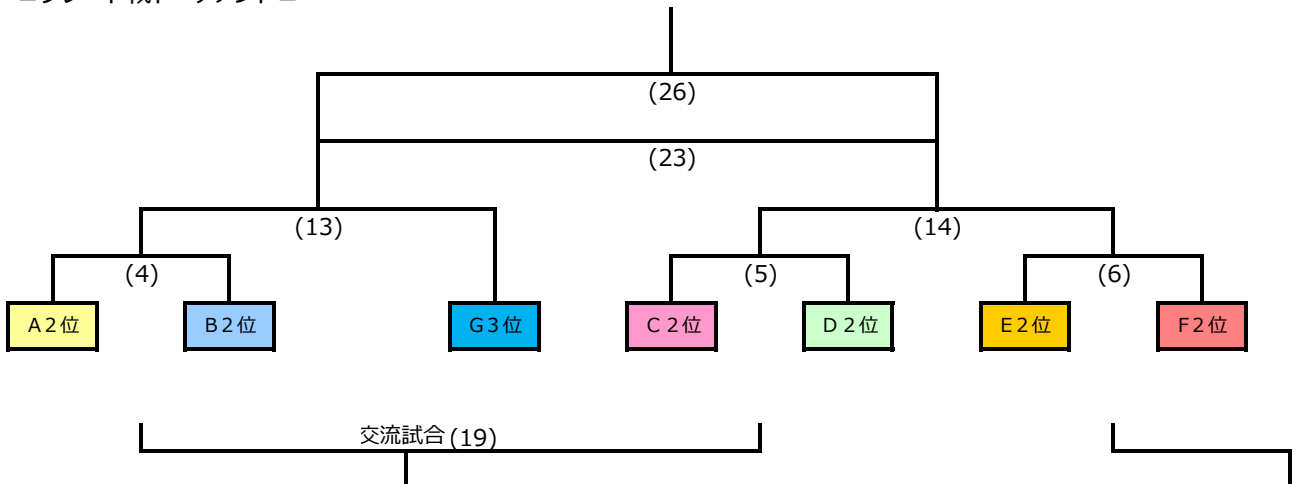 (26)
(23)
(13)
(14)
(4)
(5)
(6)
A2位
B2位
G3位
C2位
D2位
E2位
F2位
交流試合(19)